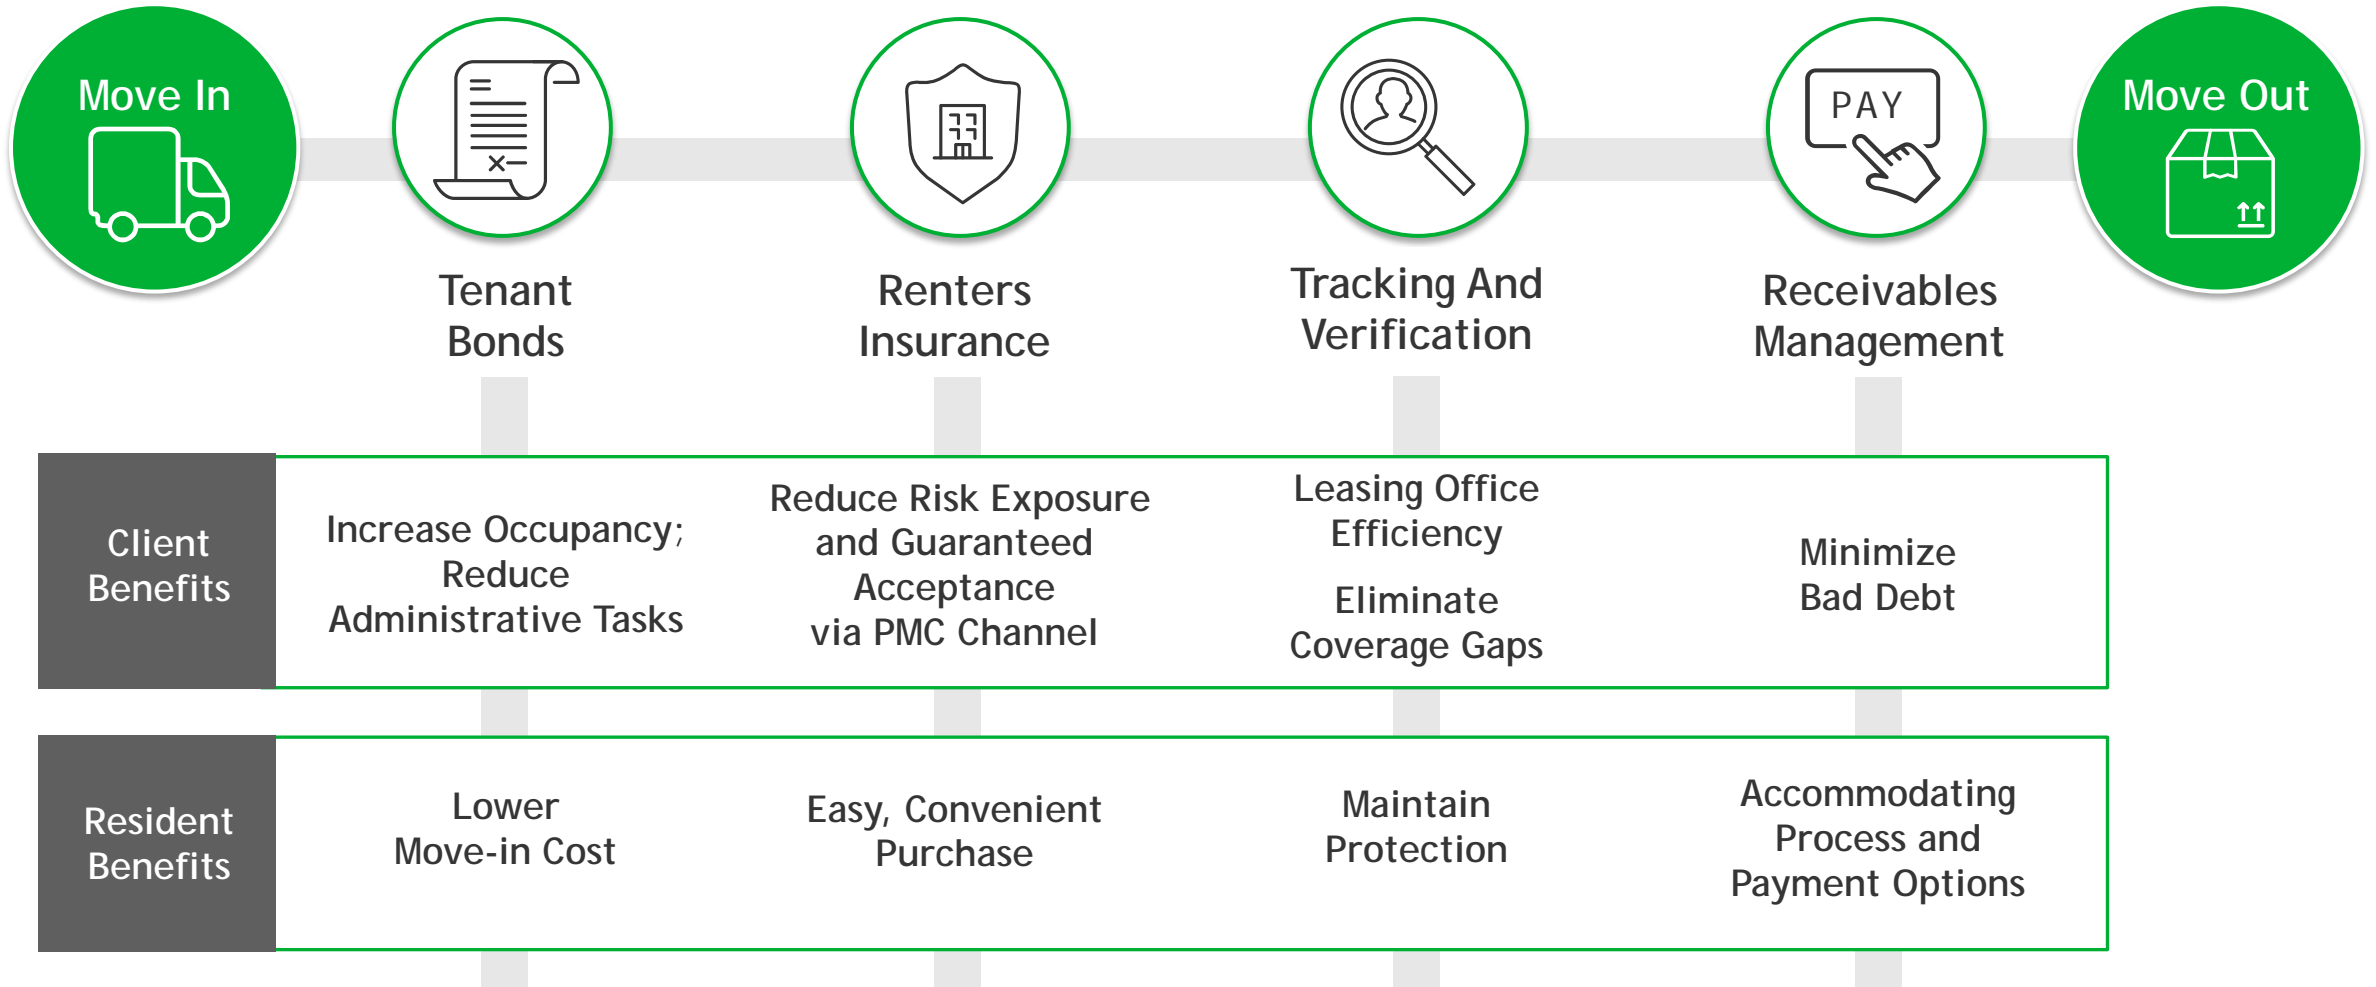 Move In
PAY
Move Out
Tenant
Bonds
Renters
Insurance
Tracking And
Verification
Receivables
Management
Client
Benefits
Increase Occupancy;
Reduce
Administrative Tasks
Reduce Risk Exposure
and Guaranteed
Acceptance
via PMC Channel
Leasing Office
Efficiency
Eliminate
Coverage Gaps
Minimize
Bad Debt
Resident
Benefits
Lower
Move-in Cost
Easy, Convenient
Purchase
Maintain
Protection
Accommodating
Process and
Payment Options